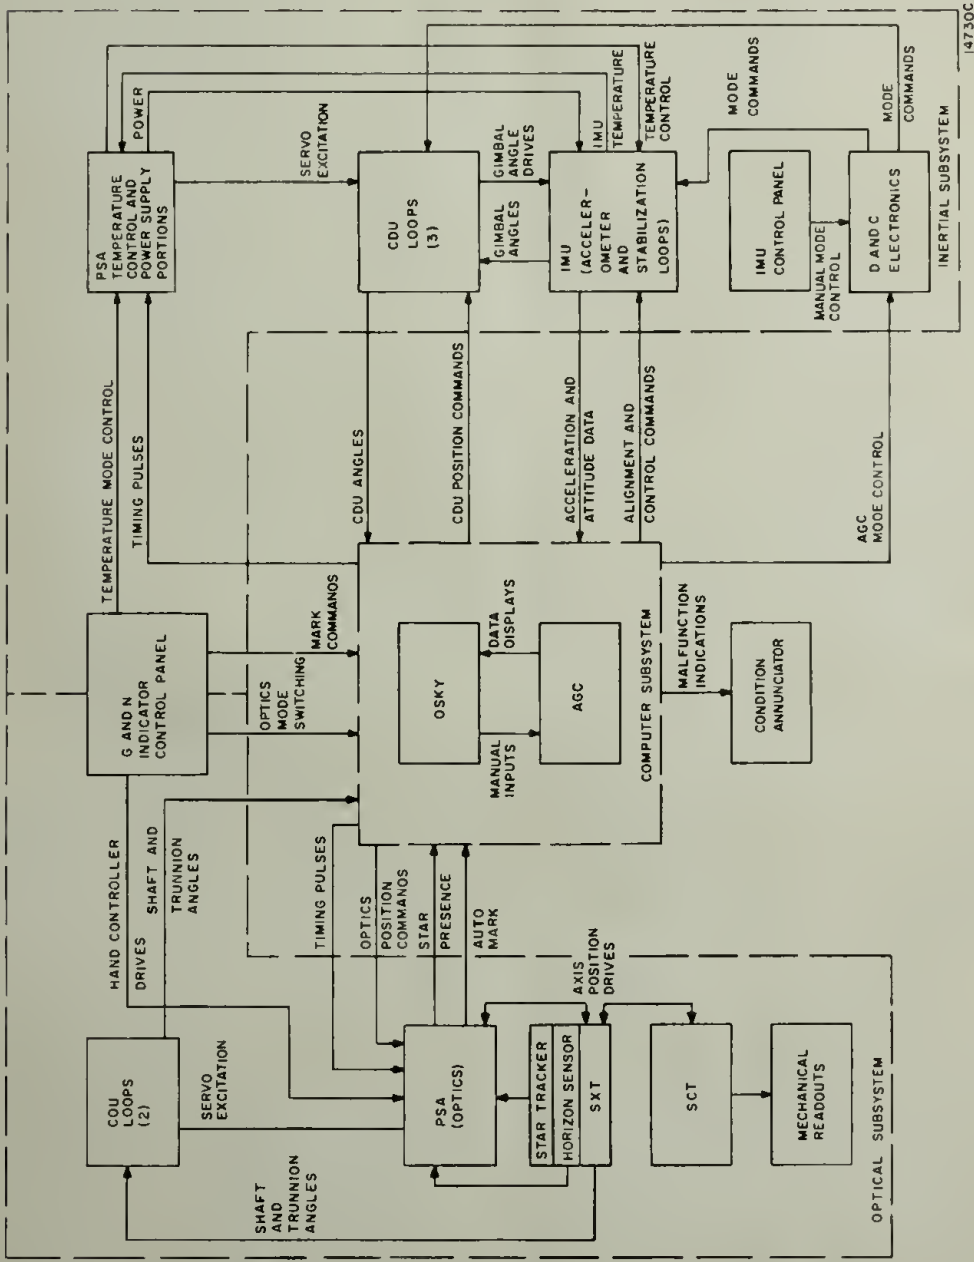 PSA
TEMPERATURE
CONTROL AND
POWER SUPPLY
PORTIONS
POWER
SERVO
EXCITATION
CDU
LOOPS
(3)
GIMBAL
ANGLE
DRIVES
GIMBAL
ANGLES
IMU
(ACCELER-
OMETER
AND
STABILIZATION
LOOPS)
IMU
TEMPERATURE
TEMPERATURE
CONTROL
MODE
COMMANDS
IMU
CONTROL PANEL
MANUAL MODE
CONTROL
D AND C
ELECTRONICS
MODE
COMMANDS
INERTIAL SUBSYSTEM
14730C
TEMPERATURE MODE CONTROL
TIMING PULSES
CDU ANGLES
CDU POSITION COMMANDS
ACCELERATION AND
ATTITUDE DATA
ALIGNMENT AND
CONTROL COMMANDS
AGC
MODE CONTROL
G AND N
INDICATOR
CONTROL PANEL
MARK
COMMANOS
OPTICS
MODE
SWITCHING
OSKY
DATA
DISPLAYS
MANUAL
INPUTS
AGC
COMPUTER SUBSYSTEM
MALFUNCTION
INDICATIONS
CONDITION
ANNUNCIATOR
HAND CONTROLLER
DRIVES
SHAFT AND
TRUNNION
ANGLES
TIMING PULSES
OPTICS
POSITION
COMMANOS
STAR
PRESENCE
AUTO
MARK
AXIS
POSITION
DRIVES
COU
LOOPS
(2)
SERVO
EXCITATION
PSA
(OPTICS)
STAR TRACKER
HORIZON SENSOR
SXT
SCT
MECHANICAL
READOUTS
SHAFT
AND
TRUNNION
ANGLES
OPTICAL SUBSYSTEM